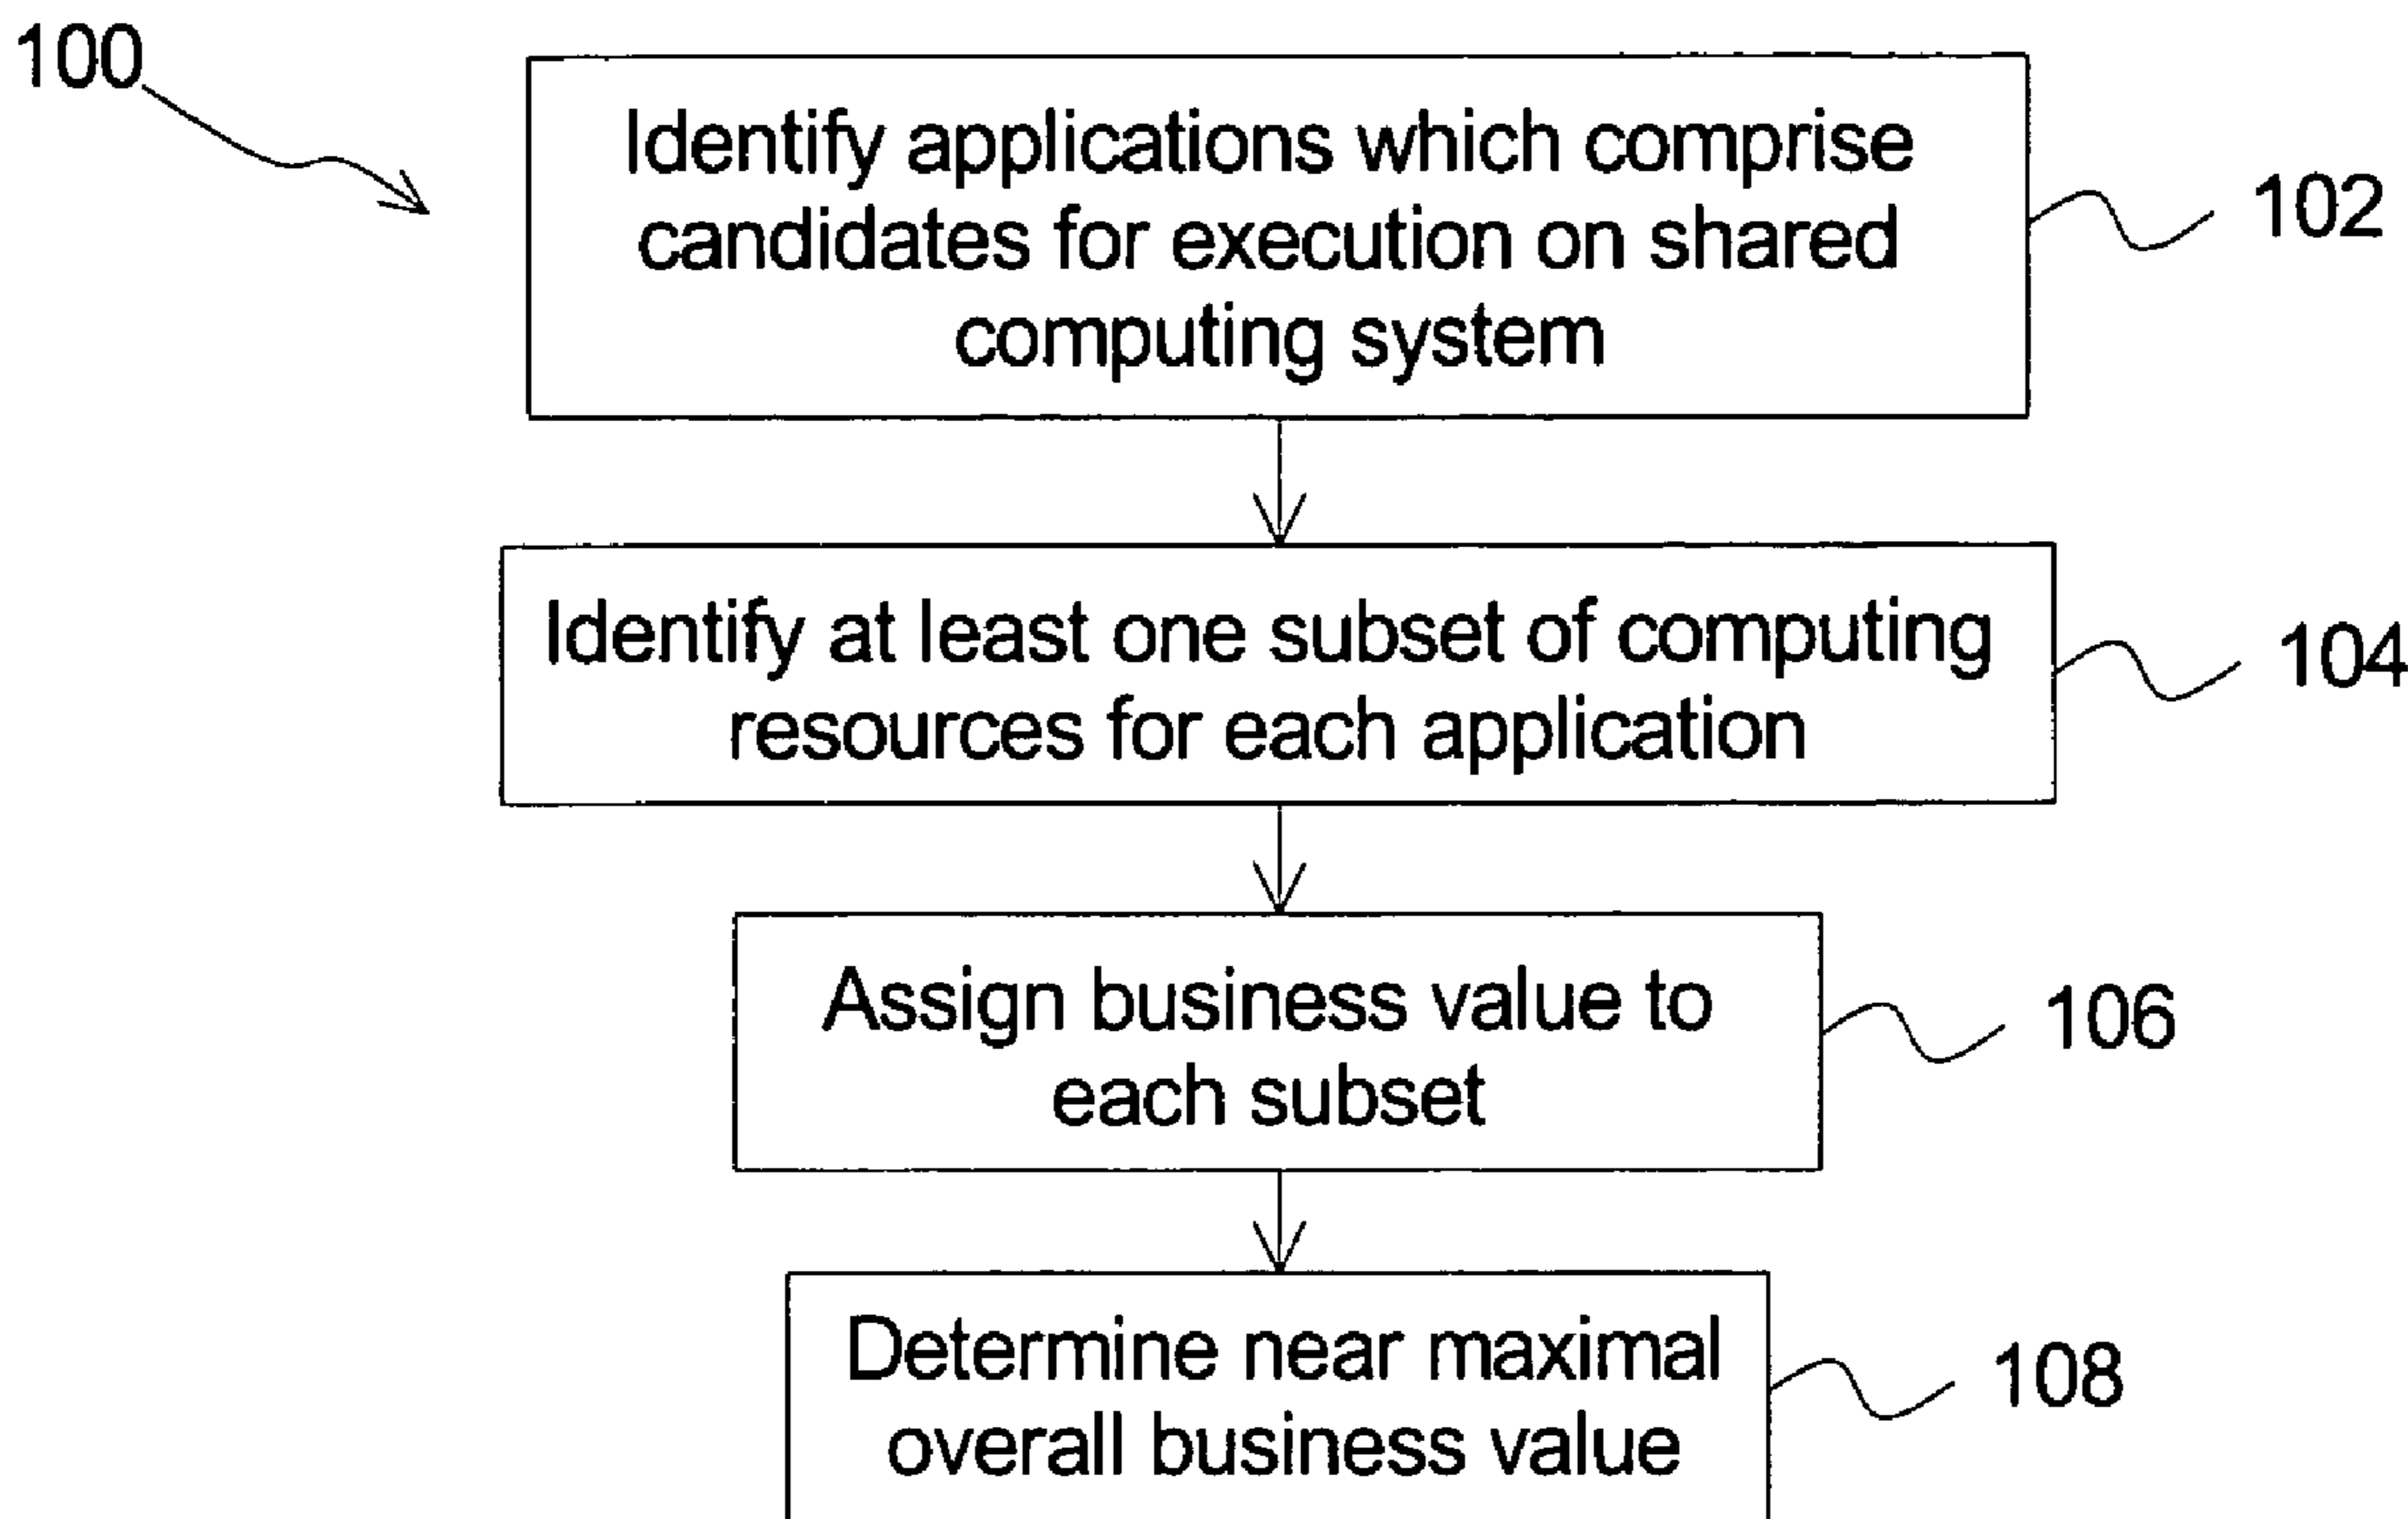 100
Identify applications which comprise
candidates for execution on shared
computing system
102
Identify at least one subset of computing
resources for each application
104
Assign business value to
each subset
106
Determine near maximal
overall business value
108